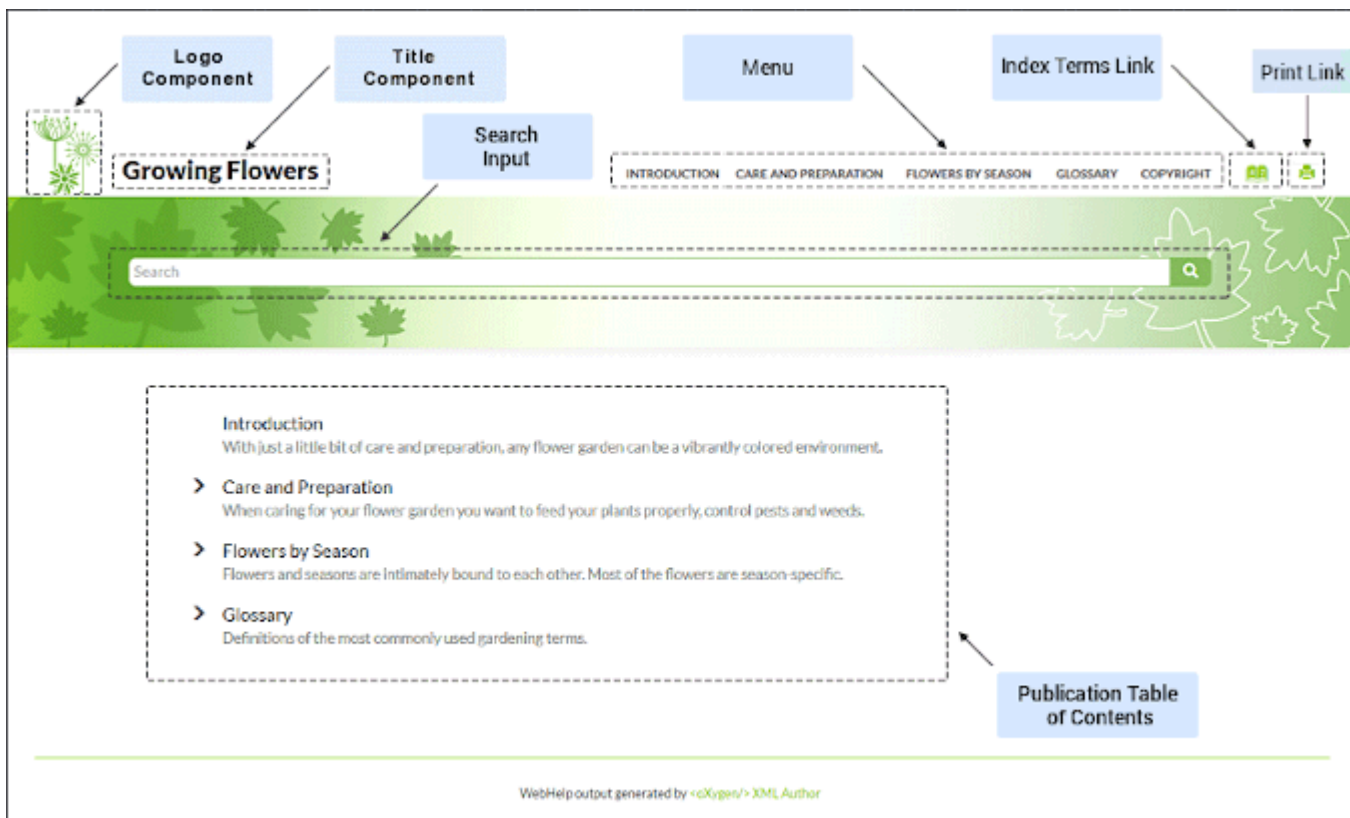 Logo
Component
Title
Component
Menu
Index Terms Link
Print Link
Search
Input
Growing Flowers
INTRODUCTION CARE AND PREPARATION FLOWERS BY SEASON GLOSSARY COPYRIGHT
Search
Introduction
With just a little bit of care and preparation, any flower garden can be a vibrantly colored environment.
Care and Preparation
When caring for your flower garden you want to feed your plants properly, control pests and weeds.
Flowers by Season
Flowers and seasons are intimately bound to each other. Most of the flowers are season-specific.
Glossary
Definitions of the most commonly used gardening terms.
Publication Table
of Contents
WebHelp output generated by <oXygen/> XML Author